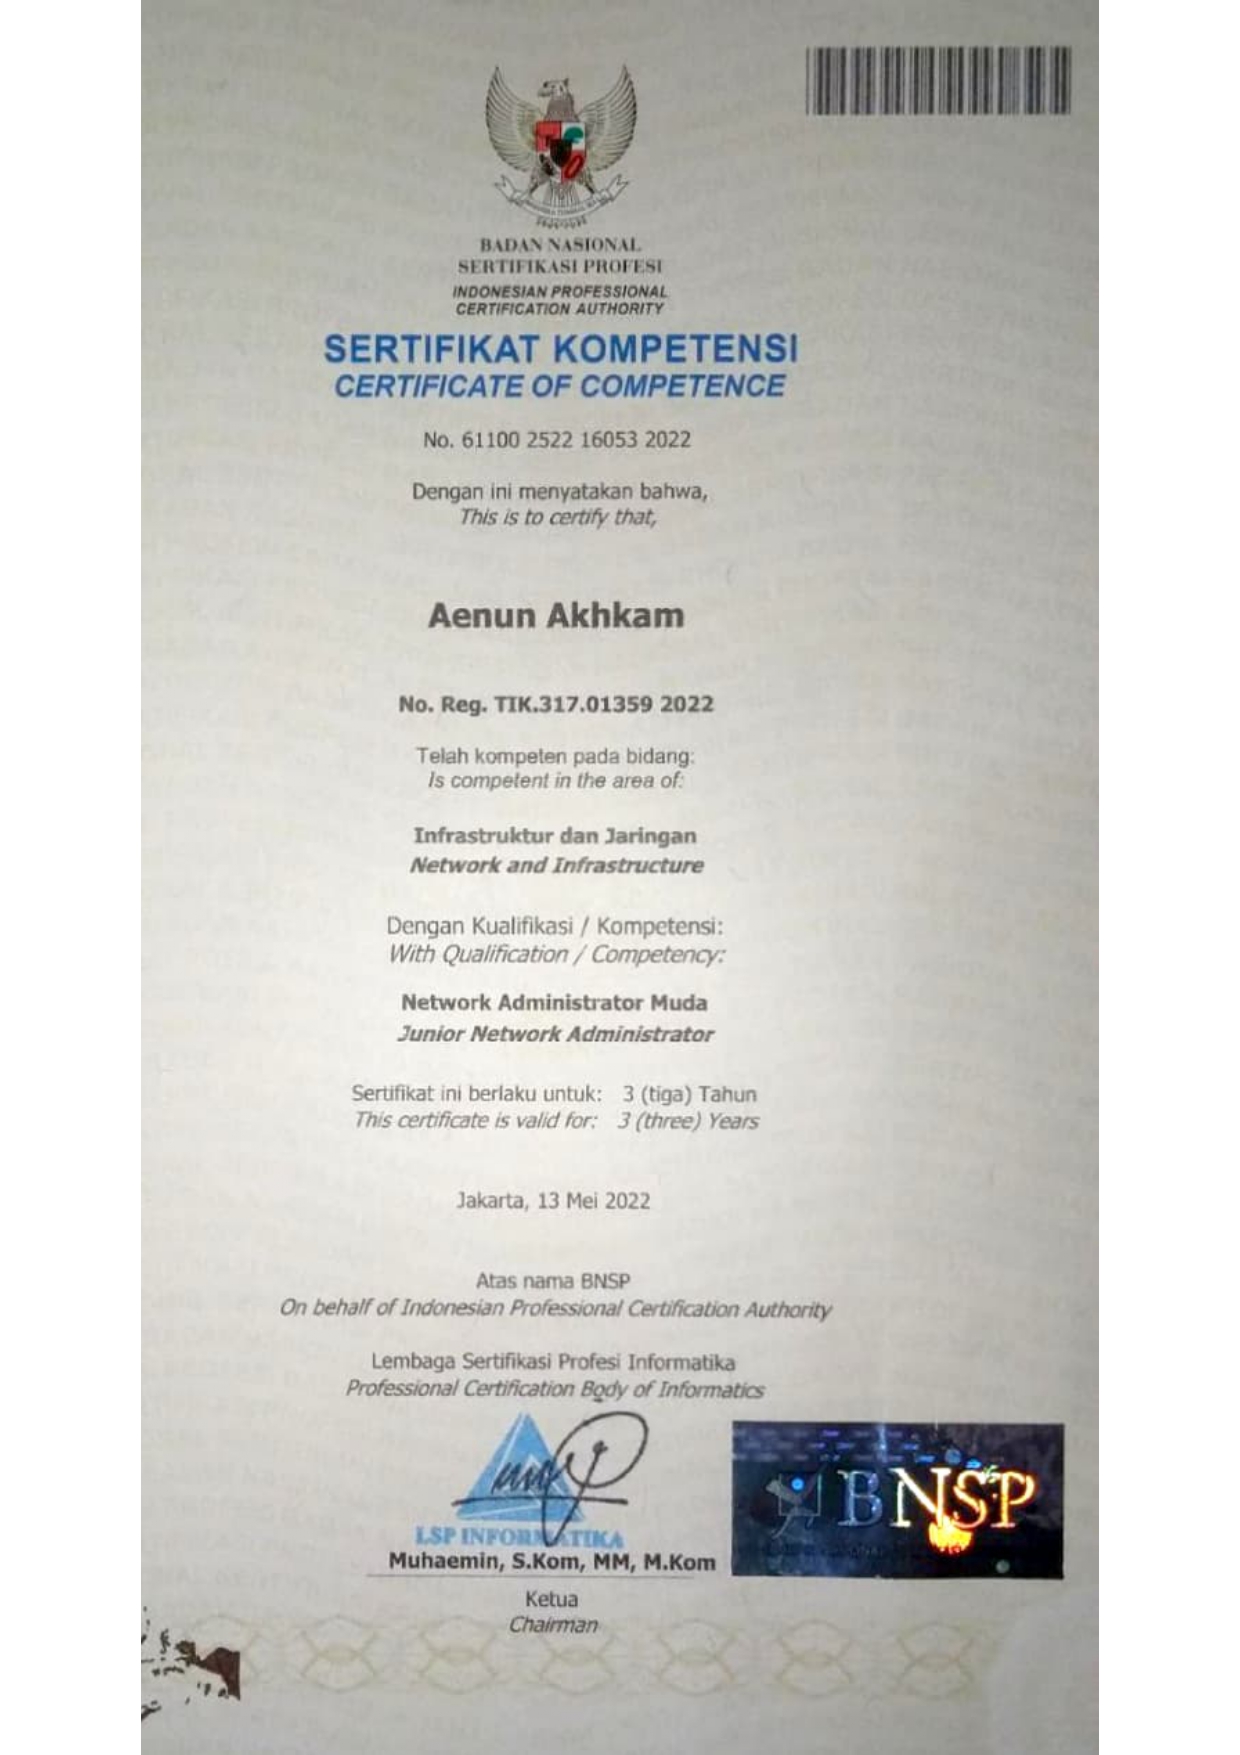 BADAN NASIONAL
SERTIFIKASI PROFESI
INDONESIAN PROFESSIONAL
CERTIFICATION AUTHORITY
SERTIFIKAT KOMPETENSI
CERTIFICATE OF COMPETENCE
No. 61100 2522 16053 2022
Dengan ini menyatakan bahwa,
This is to certify that,
Aenun Akhkam
No. Reg. TIK.317.01359 2022
Telah kompeten pada bidang:
Is competent in the area of:
Infrastruktur dan Jaringan
Network and Infrastructure
Dengan Kualifikasi / Kompetensi:
With Qualification / Competency:
Network Administrator Muda
Junior Network Administrator
Sertifikat ini berlaku untuk: 3 (tiga) Tahun
This certificate is valid for: 3 (three) Years
Jakarta, 13 Mei 2022
Atas nama BNSP
On behalf of Indonesian Professional Certification Authority
Lembaga Sertifikasi Profesi Informatika
Professional Certification Body of Informatics
BNSP
LSP INFORMATIKA
Muhaemin, S.Kom, MM, M.Kom
Ketua
Chairman